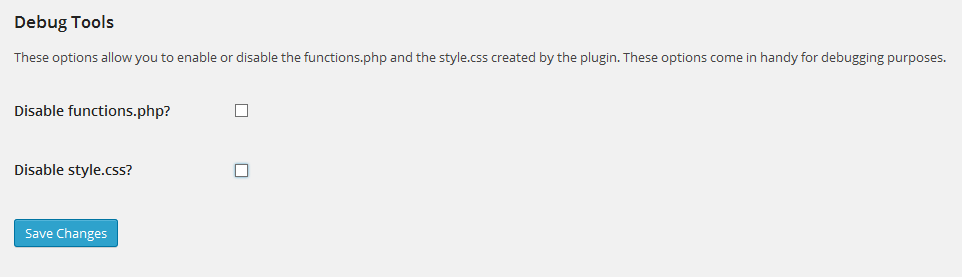 Debug Tools
These options allow you to enable or disable the functions.php and the style.css created by the plugin. These options come in handy for debugging purposes.
Disable functions.php?
Disable style.css?
Save Changes